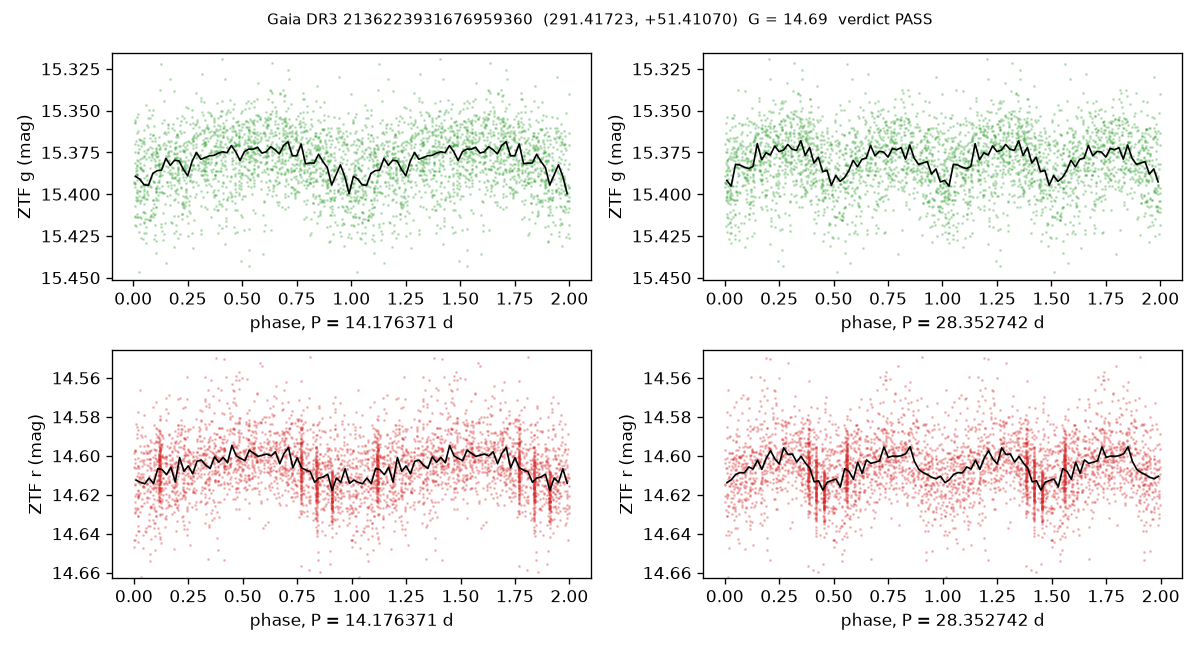 Gaia DR3 2136223931676959360 (291.41723, +51.41070) G = 14.69 verdict PASS
ZTF g (mag)
15.325
15.350
15.375
15.400
15.425
15.450
0.00 0.25 0.50 0.75 1.00 1.25 1.50 1.75 2.00
phase, P = 14.176371 d
ZTF g (mag)
15.325
15.350
15.375
15.400
15.425
15.450
0.00 0.25 0.50 0.75 1.00 1.25 1.50 1.75 2.00
phase, P = 28.352742 d
ZTF r (mag)
14.56
14.58
14.60
14.62
14.64
14.66
0.00 0.25 0.50 0.75 1.00 1.25 1.50 1.75 2.00
phase, P = 14.176371 d
ZTF r (mag)
14.56
14.58
14.60
14.62
14.64
14.66
0.00 0.25 0.50 0.75 1.00 1.25 1.50 1.75 2.00
phase, P = 28.352742 d